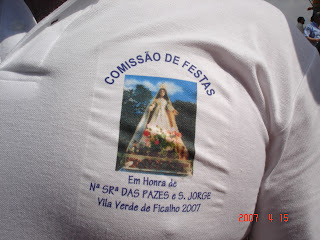 COMISSÃO DE FESTAS
Em Honra de
Nª SRª DAS PAZES e S. JORGE
Vila Verde de Ficalho 2007
2007 4 15